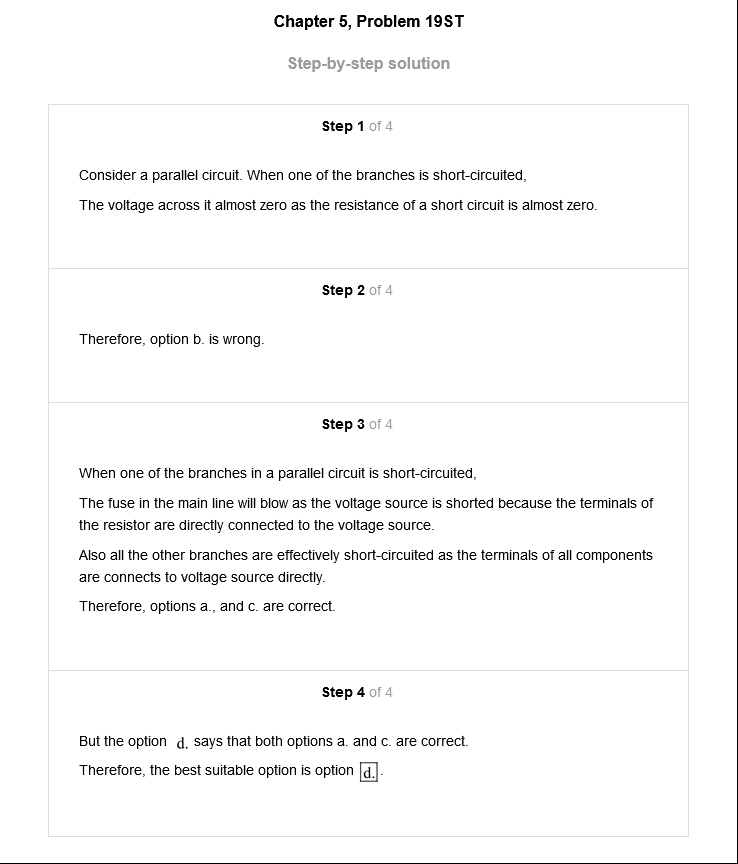 Chapter 5, Problem 19ST
Step-by-step solution
Step 1 of 4
Consider a parallel circuit. When one of the branches is short-circuited,
The voltage across it almost zero as the resistance of a short circuit is almost zero.
Step 2 of 4
Therefore, option b. is wrong.
Step 3 of 4
When one of the branches in a parallel circuit is short-circuited,
The fuse in the main line will blow as the voltage source is shorted because the terminals of
the resistor are directly connected to the voltage source.
Also all the other branches are effectively short-circuited as the terminals of all components
are connects to voltage source directly.
Therefore, options a., and c. are correct.
Step 4 of 4
But the option d. says that both options a. and c. are correct.
Therefore, the best suitable option is option d..